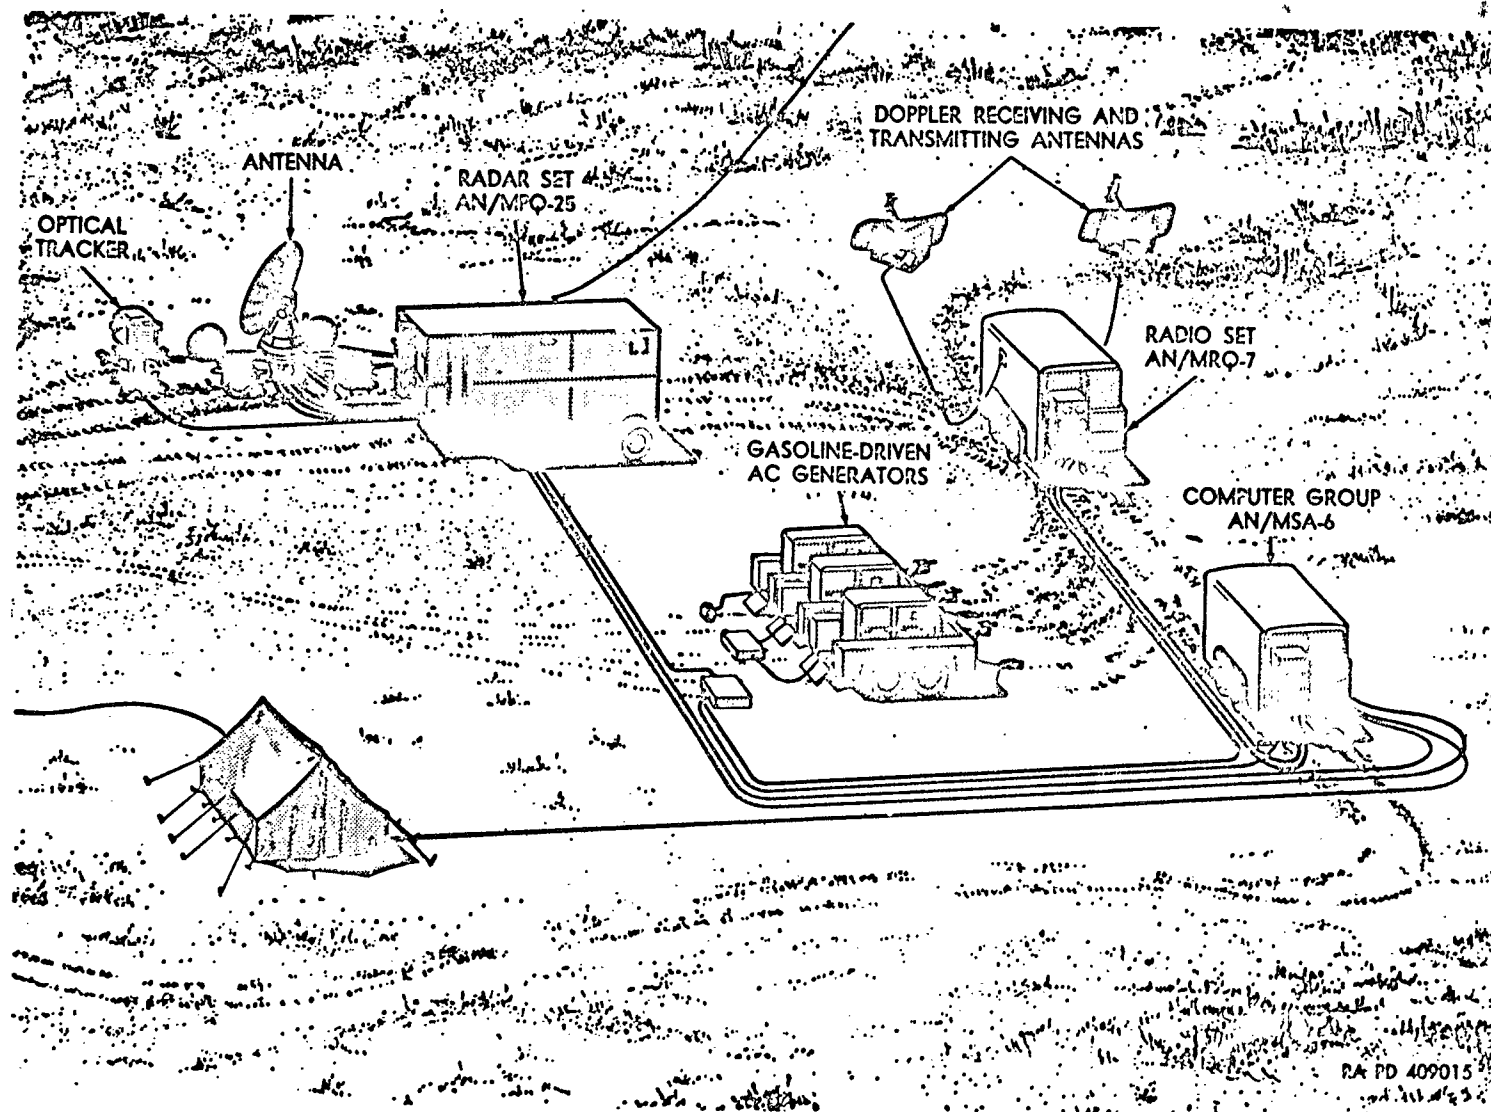 DOPPLER RECEIVING AND
TRANSMITTING ANTENNAS
ANTENNA
RADAR SET
AN/MPQ-25
OPTICAL
TRACKER
RADIO SET
AN/MRQ-7
GASOLINE-DRIVEN
AC GENERATORS
COMPUTER GROUP
AN/MSA-6
RA PD 409015